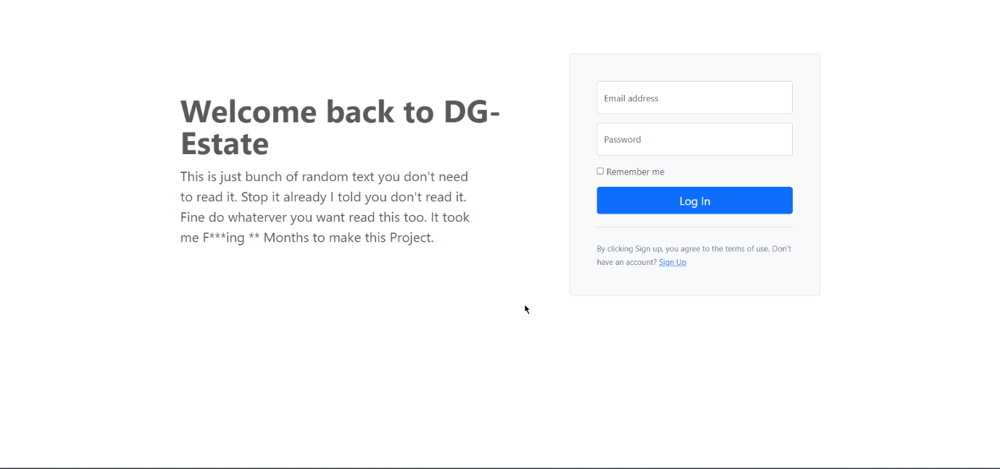 Welcome back to DG-
Estate
This is just bunch of random text you don't need
to read it. Stop it already I told you don't read it.
Fine do whaterver you want read this too. It took
me F***ing ** Months to make this Project.
Email address
Password
Remember me
Log In
By clicking Sign up, you agree to the terms of use. Don't
have an account? Sign Up